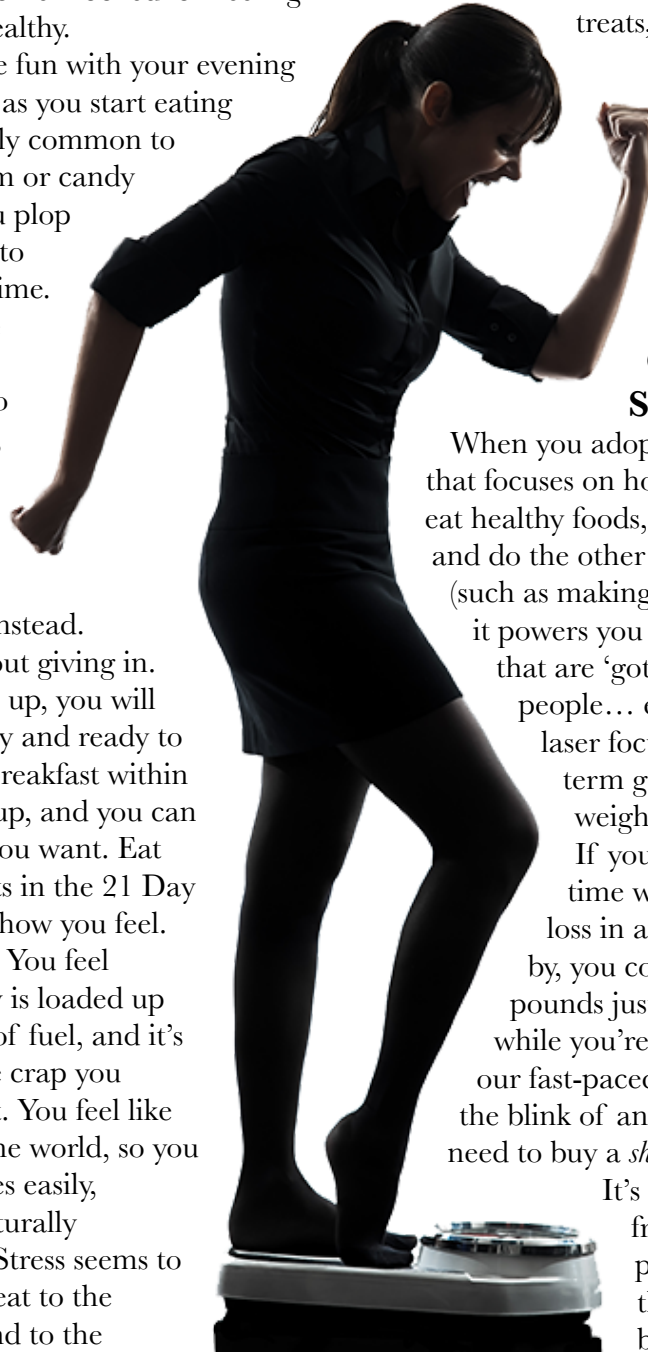 ealthy.
e fun with your evening
as you start eating
ly common to
m or candy
u plop
to
ime.
o
nstead.
out giving in.
up, you will
y and ready to
reakfast within
up, and you can
ou want. Eat
s in the 21 Day
how you feel.
You feel
y is loaded up
of fuel, and it’s
e crap you
t. You feel like
ne world, so you
es easily,
turally
Stress seems to
eat to the
nd to the
treats,
S
When you adop
that focuses on ho
eat healthy foods,
and do the other
(such as making
it powers you
that are ‘got
people… e
laser focu
term g
weigh
If you
time w
loss in a
by, you co
pounds jus
while you’re
our fast-paced
the blink of an
need to buy a sh
It’s
fr
p
th
b